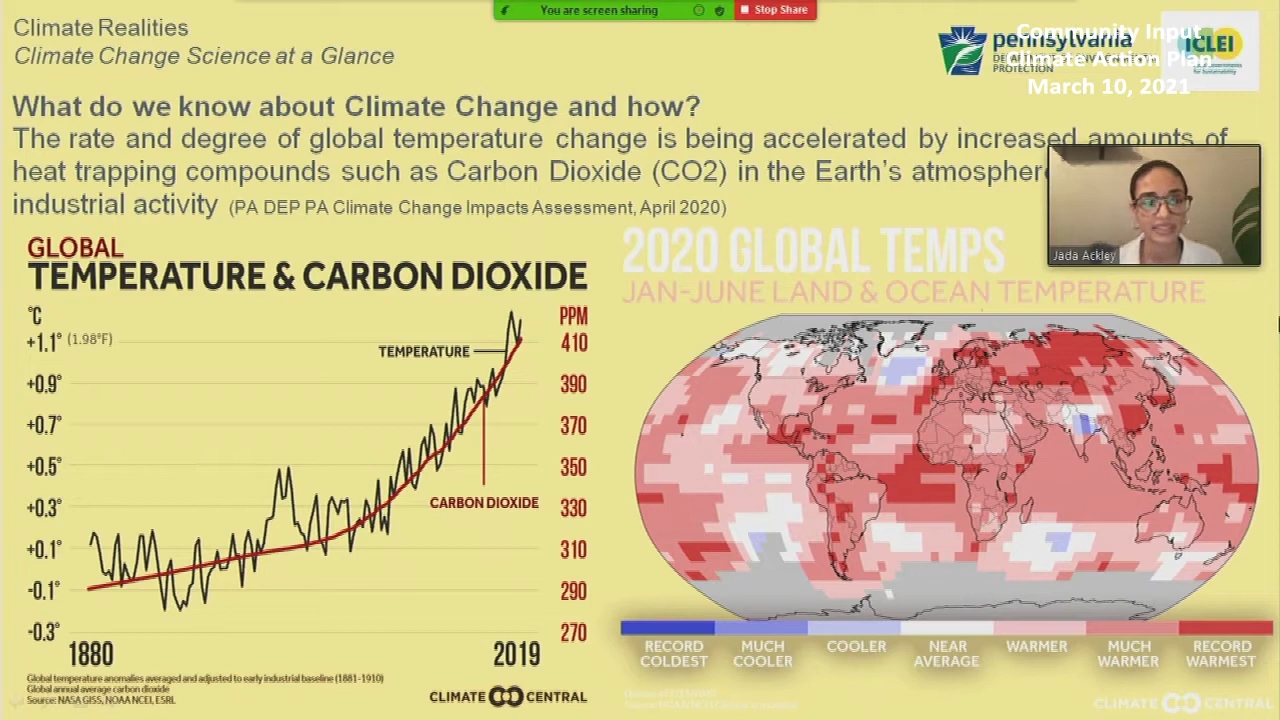 You are screen sharing
Stop Share
Climate Realities
Climate Change Science at a Glance
pennsylvania
PROTECTION
ICLEI
Community Input
Climate Action Plan
March 10, 2021
What do we know about Climate Change and how?
The rate and degree of global temperature change is being accelerated by increased amounts of
heat trapping compounds such as Carbon Dioxide (CO2) in the Earth's atmosphere
industrial activity (PA DEP PA Climate Change Impacts Assessment, April 2020)
Jada Ackley
GLOBAL
TEMPERATURE & CARBON DIOXIDE
°C
PPM
+1.1° (1.98°F)
410
TEMPERATURE
+0.9°
390
+0.7°
370
+0.5°
350
CARBON DIOXIDE
+0.3°
330
+0.1°
310
-0.1°
290
-0.3°
270
1880
2019
Global temperature anomalies averaged and adjusted to early industrial baseline (1881-1910)
Global annual average carbon dioxide
Source: NASA GISS, NOAA NCEI, ESRL
CLIMATE CENTRAL
2020 GLOBAL TEMPS
JAN-JUNE LAND & OCEAN TEMPERATURE
RECORD COLDEST
MUCH COOLER
COOLER
NEAR AVERAGE
WARMER
MUCH WARMER
RECORD WARMEST
CLIMATE CENTRAL